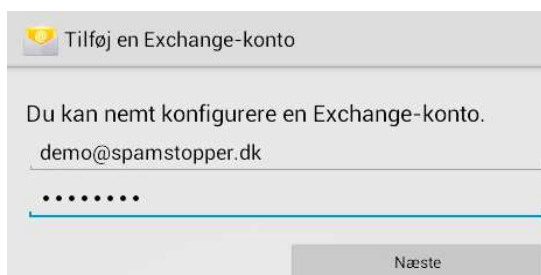 Tilføj en Exchange-konto
Du kan nemt konfigurere en Exchange-konto.
demo@spamstopper.dk
••••••••
Næste